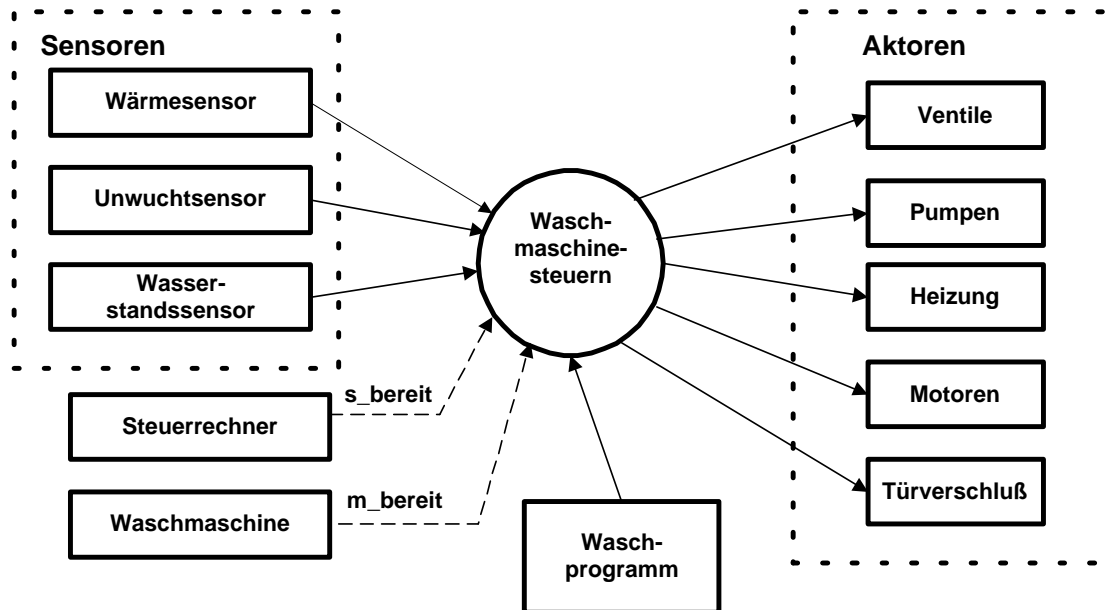 Sensoren
Wärmesensor
Unwuchtsensor
Wasser-
standssensor
s_bereit
Steuerrechner
m_bereit
Waschmaschine
Wasch-
maschine-
steuern
Wasch-
programm
Aktoren
Ventile
Pumpen
Heizung
Motoren
Türverschluß